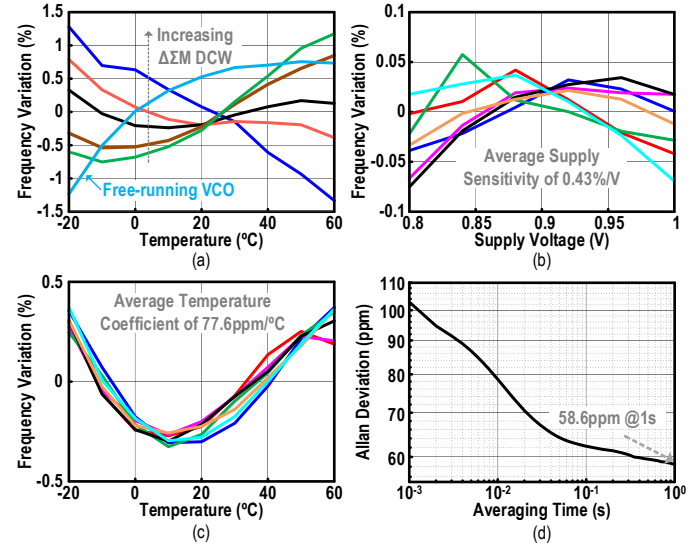 Frequency Variation (%)
1.5
1
0.5
0
-0.5
-1
-1.5
Increasing
ΔΣM DCW
Free-running VCO
-20
0
20
40
60
Temperature (ºC)
(a)
Frequency Variation (%)
0.1
0.05
0
-0.05
-0.1
Average Supply
Sensitivity of 0.43%/V
0.8
0.85
0.9
0.95
1
Supply Voltage (V)
(b)
Frequency Variation (%)
0.5
0
-0.5
Average Temperature
Coefficient of 77.6ppm/ºC
-20
0
20
40
60
Temperature (ºC)
(c)
Allan Deviation (ppm)
110
100
90
80
70
60
58.6ppm @1s
10⁻³
10⁻²
10⁻¹
10⁰
Averaging Time (s)
(d)